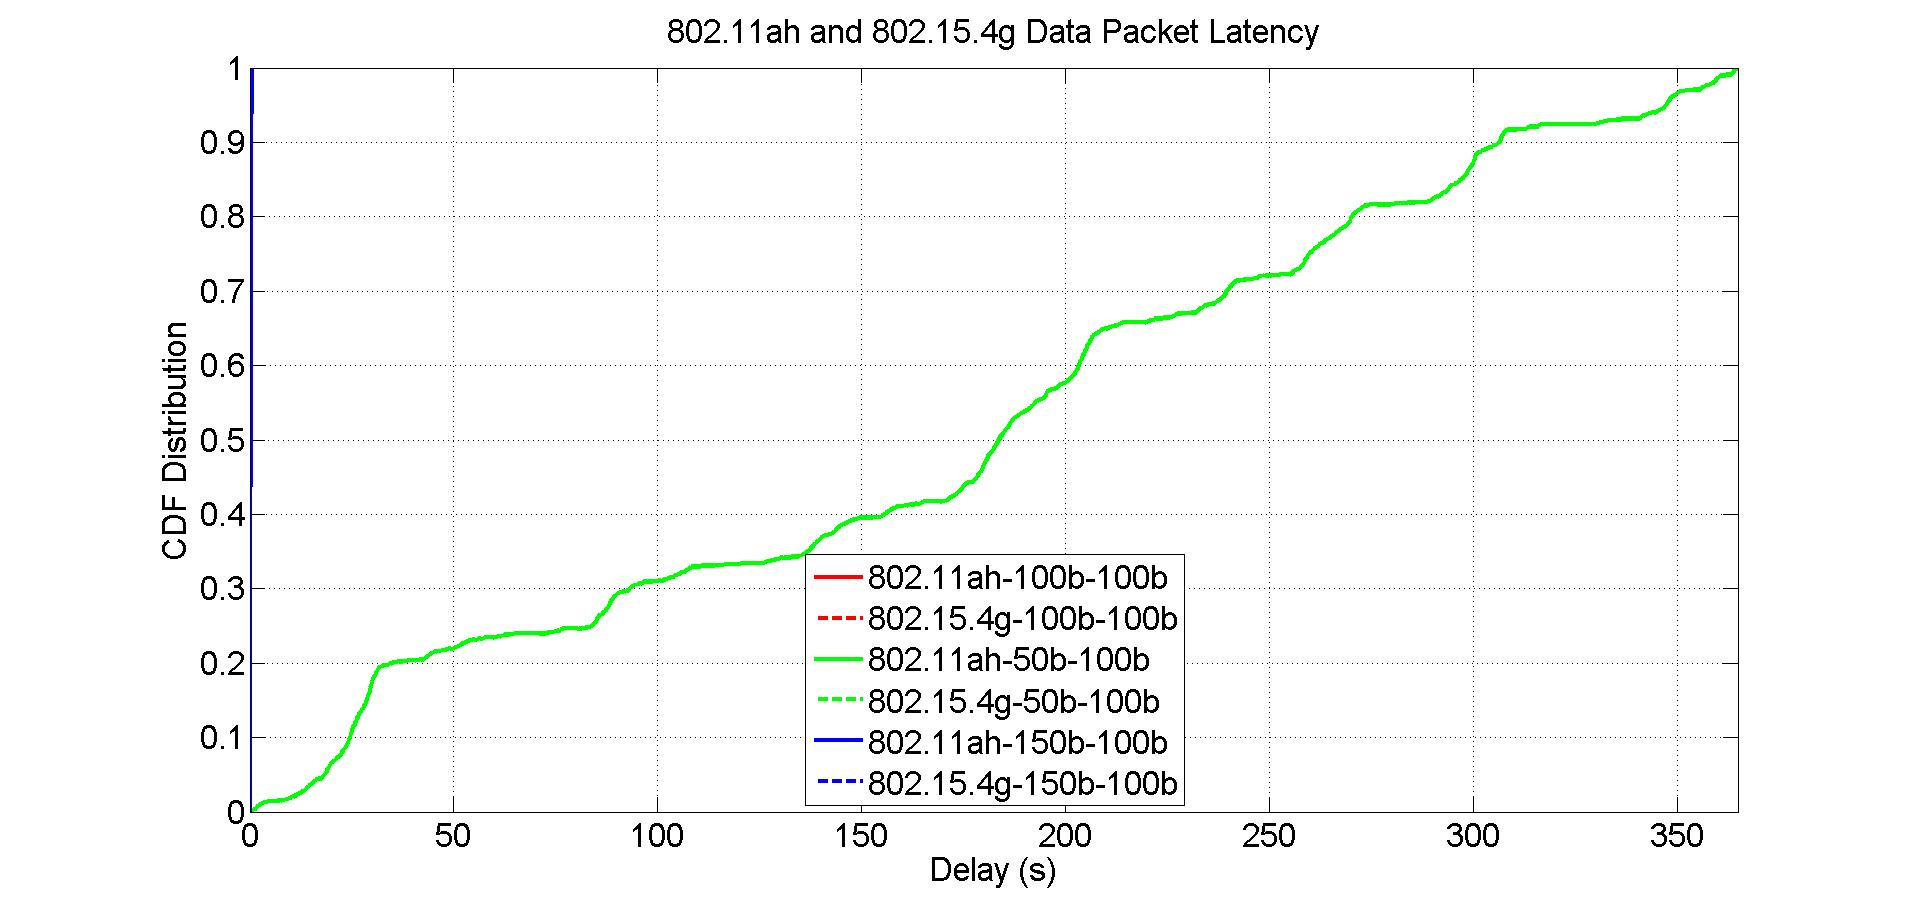 802.11ah and 802.15.4g Data Packet Latency
1
0.9
0.8
0.7
0.6
0.5
0.4
0.3
0.2
0.1
0
CDF Distribution
802.11ah-100b-100b
802.15.4g-100b-100b
802.11ah-50b-100b
802.15.4g-50b-100b
802.11ah-150b-100b
802.15.4g-150b-100b
0 50 100 150 200 250 300 350
Delay (s)